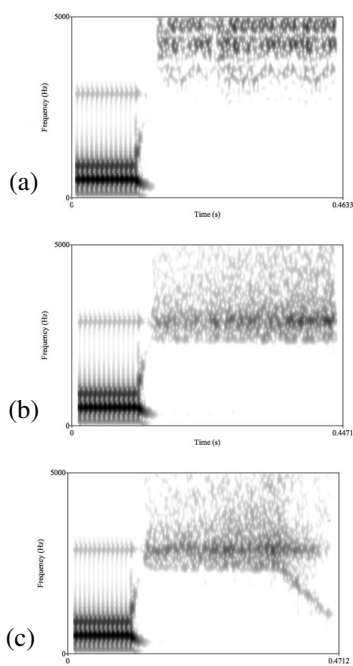 5000
Frequency (Hz)
(a)
0
0
0.4633
Time (s)
5000
Frequency (Hz)
(b)
0
0
0.4471
Time (s)
5000
Frequency (Hz)
(c)
0
0
0.4712